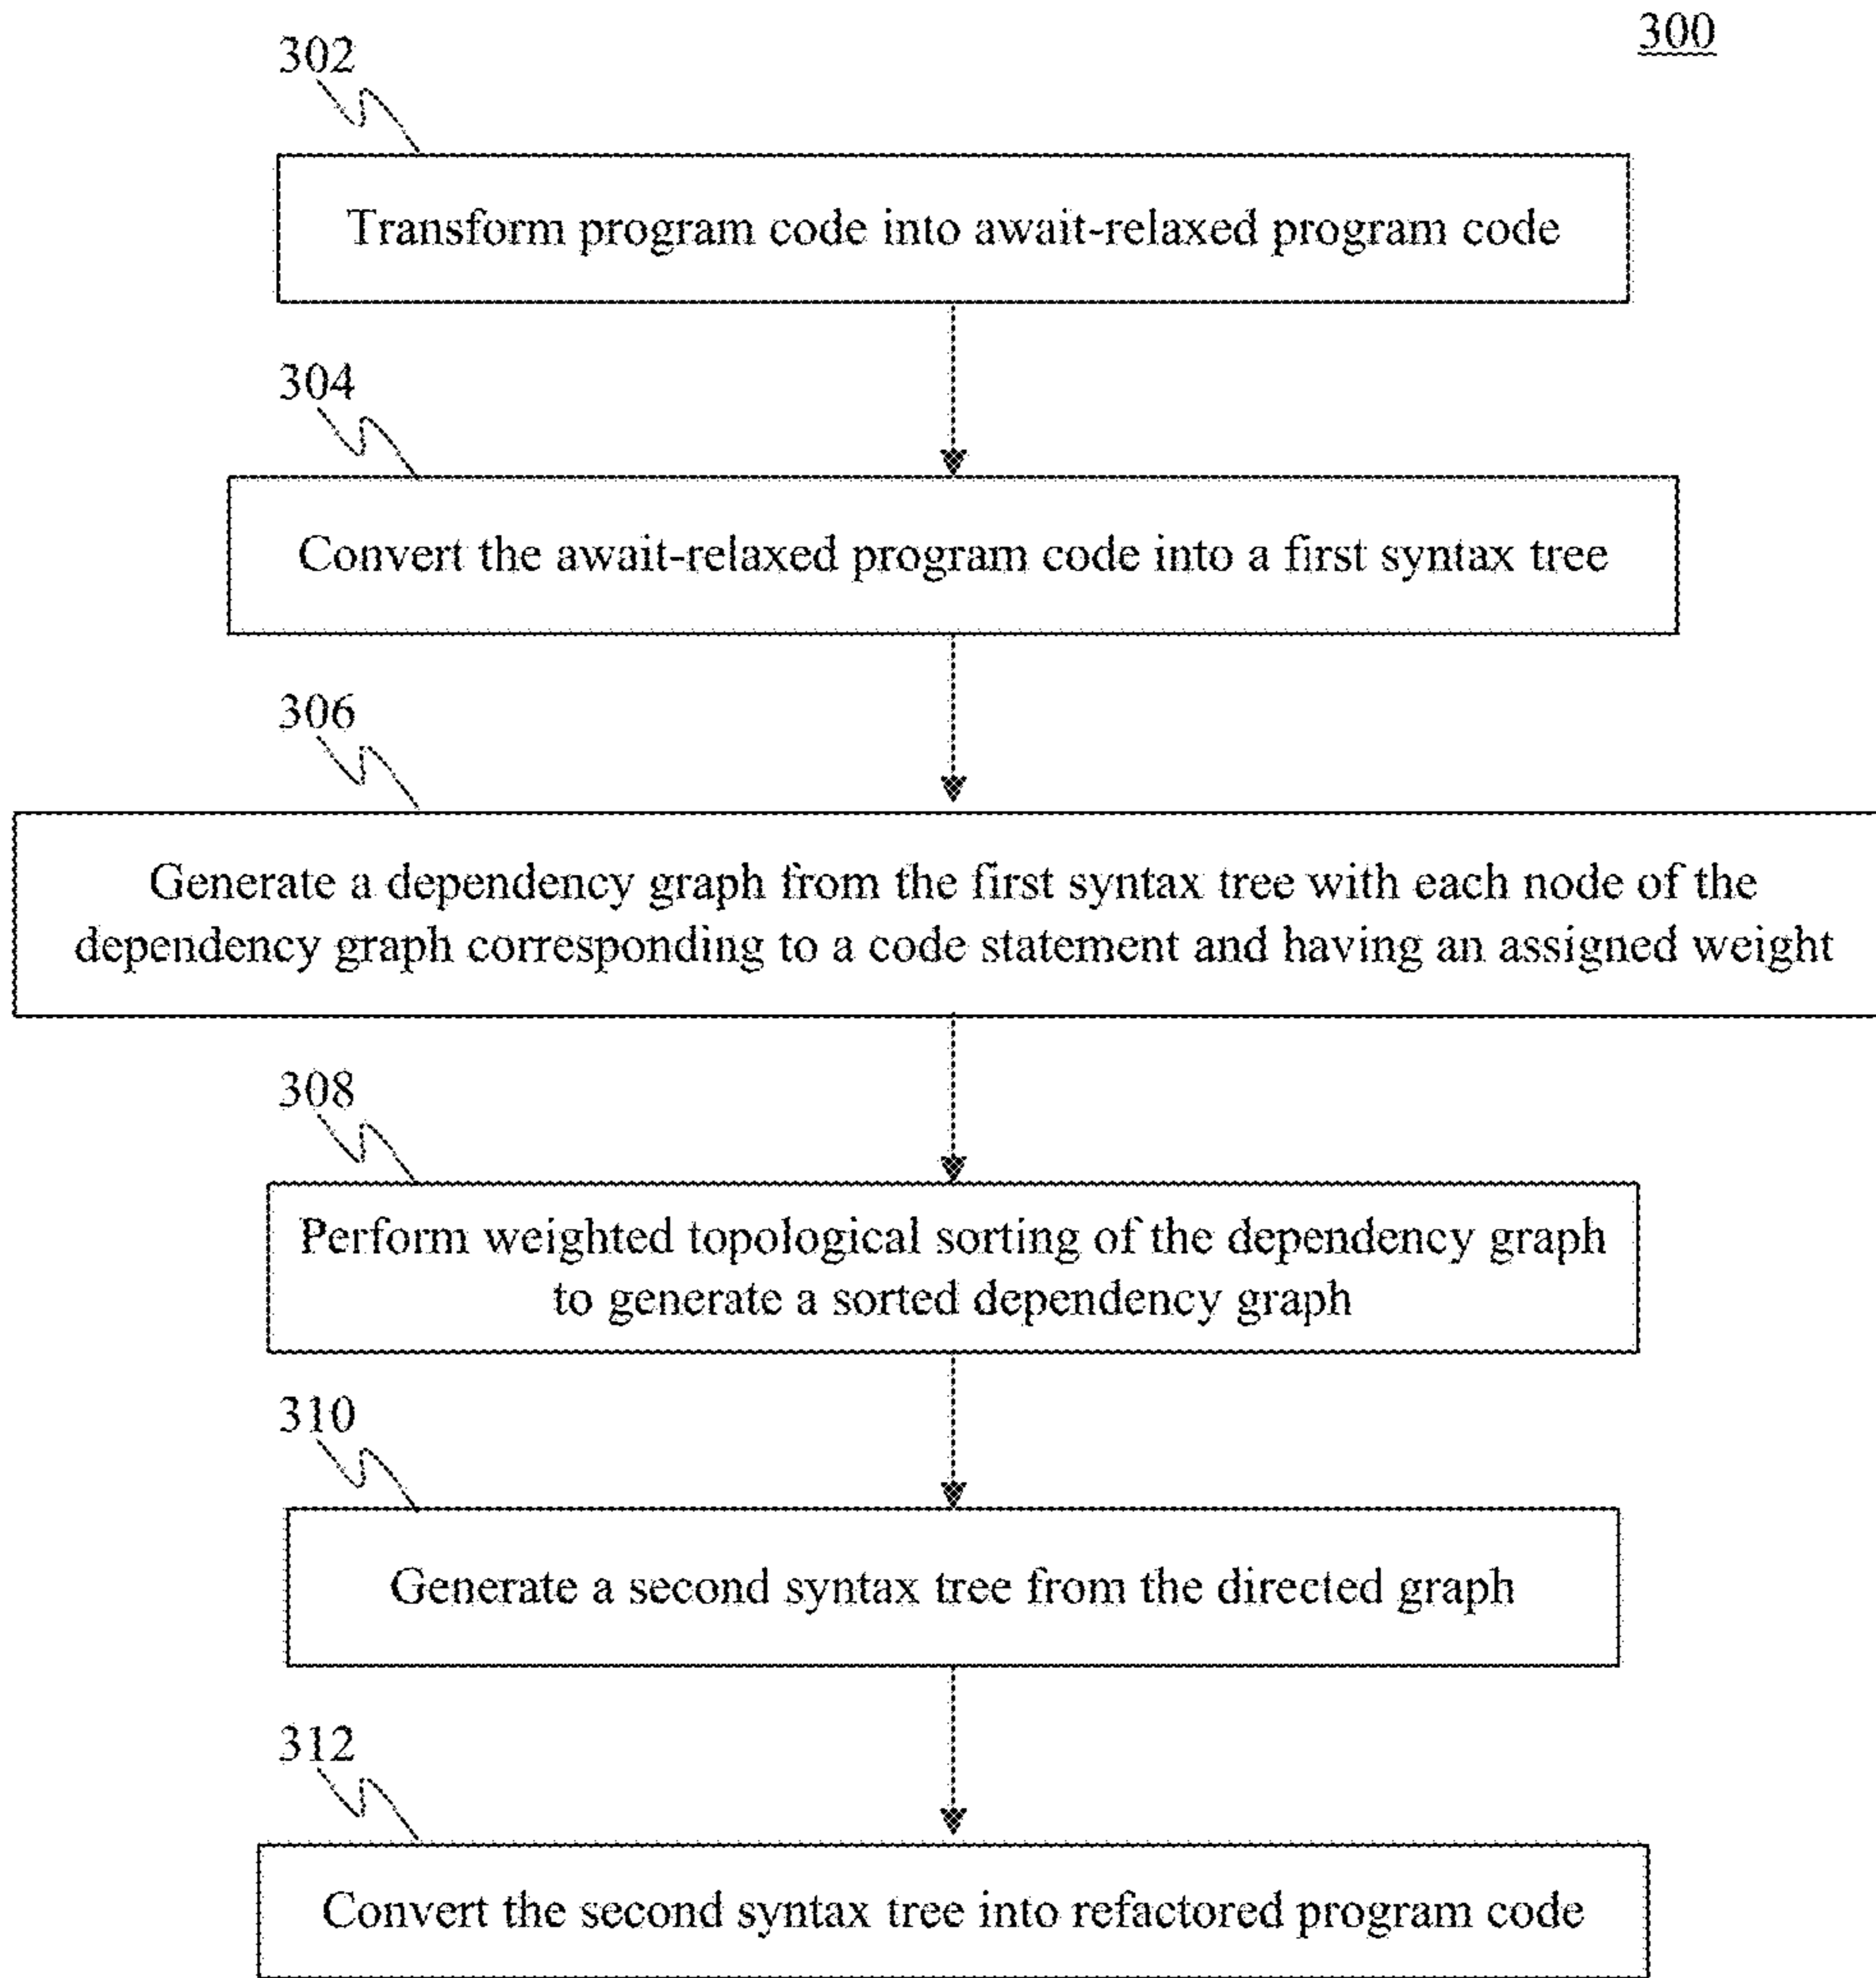 300
302
Transform program code into await-relaxed program code
304
Convert the await-relaxed program code into a first syntax tree
306
Generate a dependency graph from the first syntax tree with each node of the
dependency graph corresponding to a code statement and having an assigned weight
308
Perform weighted topological sorting of the dependency graph
to generate a sorted dependency graph
310
Generate a second syntax tree from the directed graph
312
Convert the second syntax tree into refactored program code